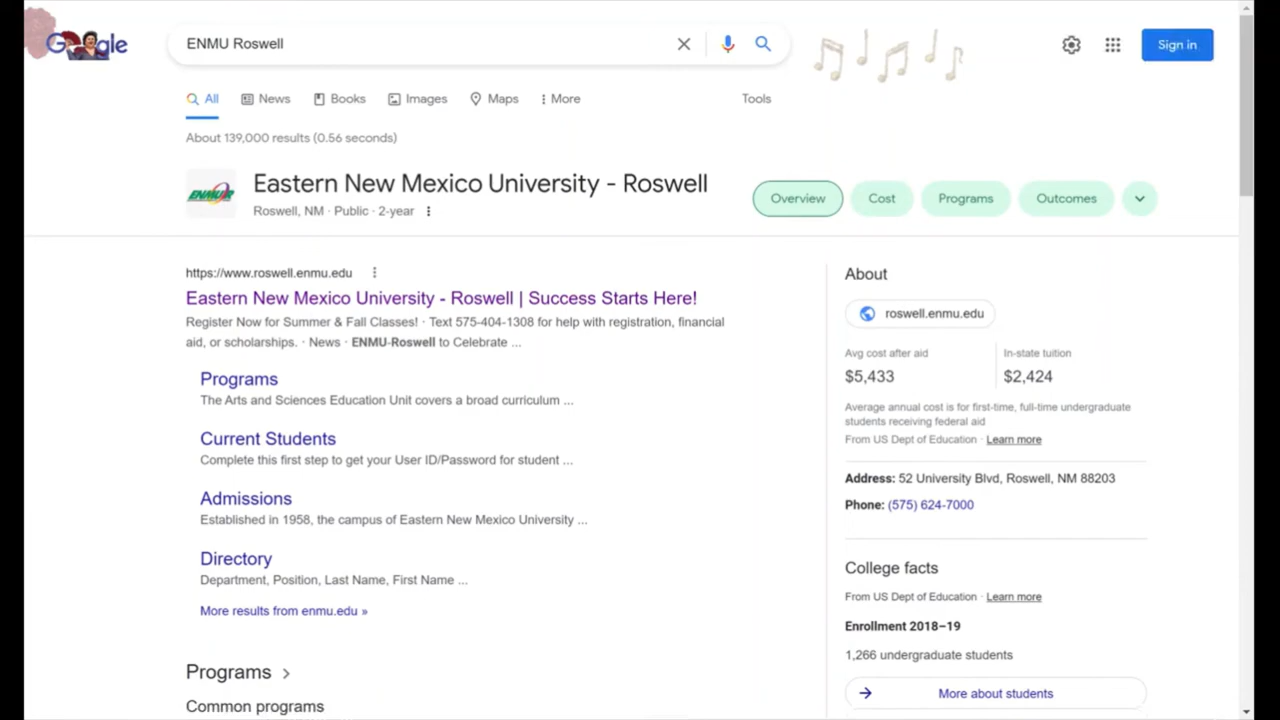 Google
ENMU Roswell
Sign in
All
News
Books
Images
Maps
More
Tools
About 139,000 results (0.56 seconds)
ENMUR
Eastern New Mexico University - Roswell
Roswell, NM · Public · 2-year
Overview
Cost
Programs
Outcomes
https://www.roswell.enmu.edu
Eastern New Mexico University - Roswell | Success Starts Here!
Register Now for Summer & Fall Classes! · Text 575-404-1308 for help with registration, financial
aid, or scholarships. · News · ENMU-Roswell to Celebrate ...
Programs
The Arts and Sciences Education Unit covers a broad curriculum ...
Current Students
Complete this first step to get your User ID/Password for student ...
Admissions
Established in 1958, the campus of Eastern New Mexico University ...
Directory
Department, Position, Last Name, First Name ...
More results from enmu.edu »
Programs
Common programs
About
roswell.enmu.edu
Avg cost after aid
$5,433
In-state tuition
$2,424
Average annual cost is for first-time, full-time undergraduate
students receiving federal aid
From US Dept of Education · Learn more
Address: 52 University Blvd, Roswell, NM 88203
Phone: (575) 624-7000
College facts
From US Dept of Education · Learn more
Enrollment 2018–19
1,266 undergraduate students
More about students